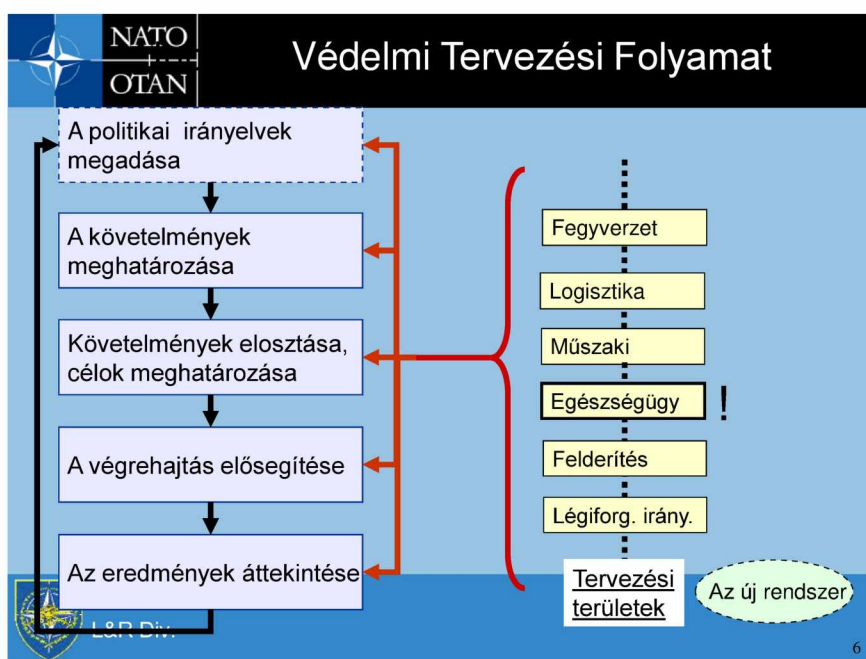 NATO
OTAN
Védelmi Tervezési Folyamat
A politikai irányelvek
megadása
A követelmények
meghatározása
Követelmények elosztása,
célok meghatározása
A végrehajtás elősegítése
Az eredmények áttekintése
Fegyverzet
Logisztika
Műszaki
Egészségügy
!
Felderítés
Légiforg. irány.
Tervezési
területek
Az új rendszer
L&R Div.
6